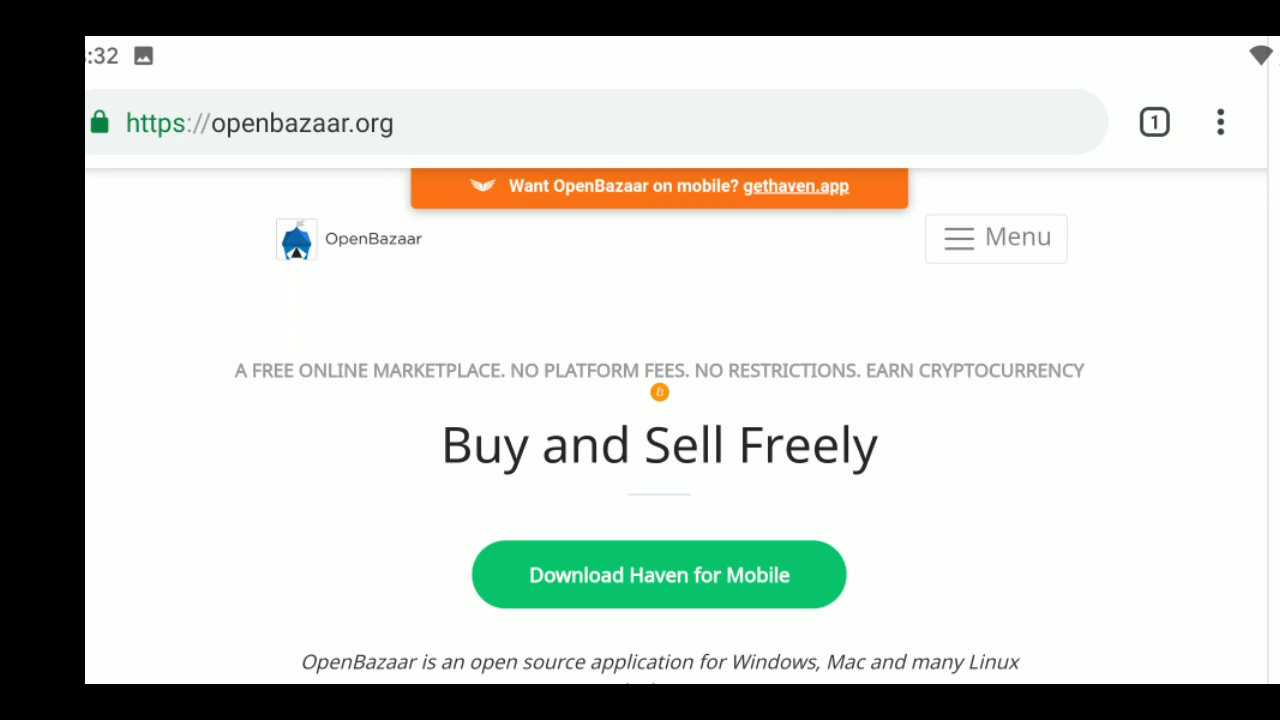 :32
https://openbazaar.org
1
Want OpenBazaar on mobile? gethaven.app
OpenBazaar
Menu
A FREE ONLINE MARKETPLACE. NO PLATFORM FEES. NO RESTRICTIONS. EARN CRYPTOCURRENCY
B
Buy and Sell Freely
Download Haven for Mobile
OpenBazaar is an open source application for Windows, Mac and many Linux